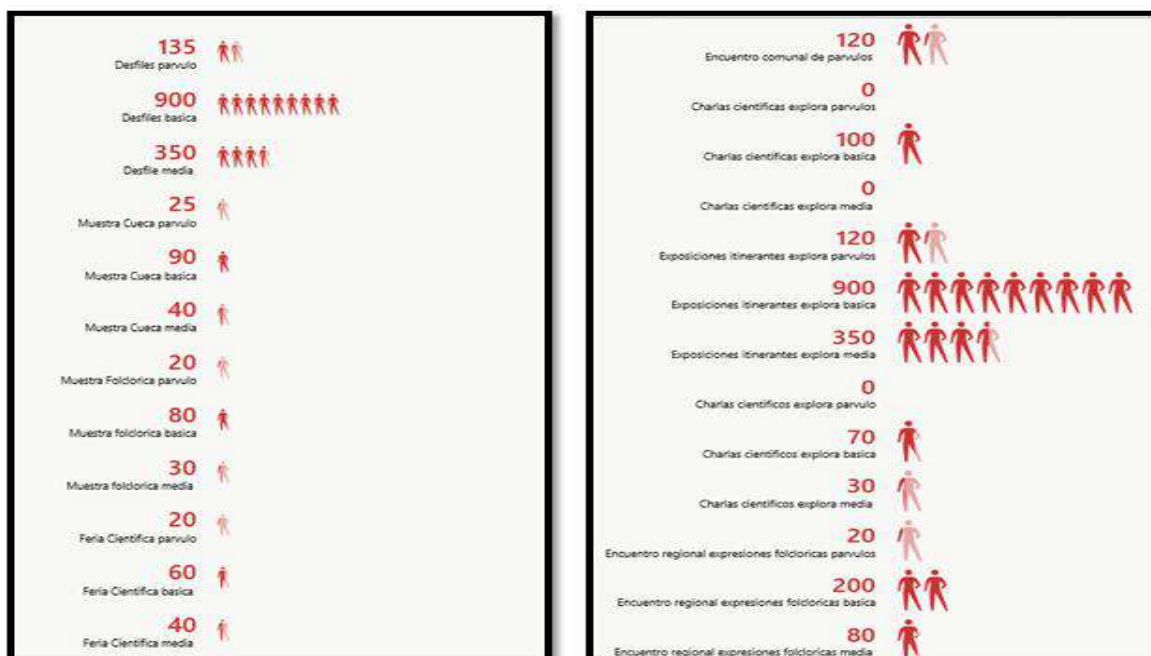 135
Desfiles parvulo
900
Desfiles basica
350
Desfile media
25
Muestra Cueca parvulo
90
Muestra Cueca basica
40
Muestra Cueca media
20
Muestra Folclorica parvulo
80
Muestra folclorica basica
30
Muestra folclorica media
20
Feria Cientifica parvulo
60
Feria Cientifica basica
40
Feria Cientifica media
120
Encuentro comunal de parvulos
0
Charlas cientificas explora parvulos
100
Charlas cientificas explora basica
0
Charlas cientificas explora media
120
Exposiciones itinerantes explora parvulos
900
Exposiciones itinerantes explora basica
350
Exposiciones itinerantes explora media
0
Charlas cientificos explora parvulo
70
Charlas cientificos explora basica
30
Charlas cientificos explora media
20
Encuentro regional expresiones folcloricas parvulos
200
Encuentro regional expresiones folcloricas basica
80
Encuentro regional expresiones folcloricas media